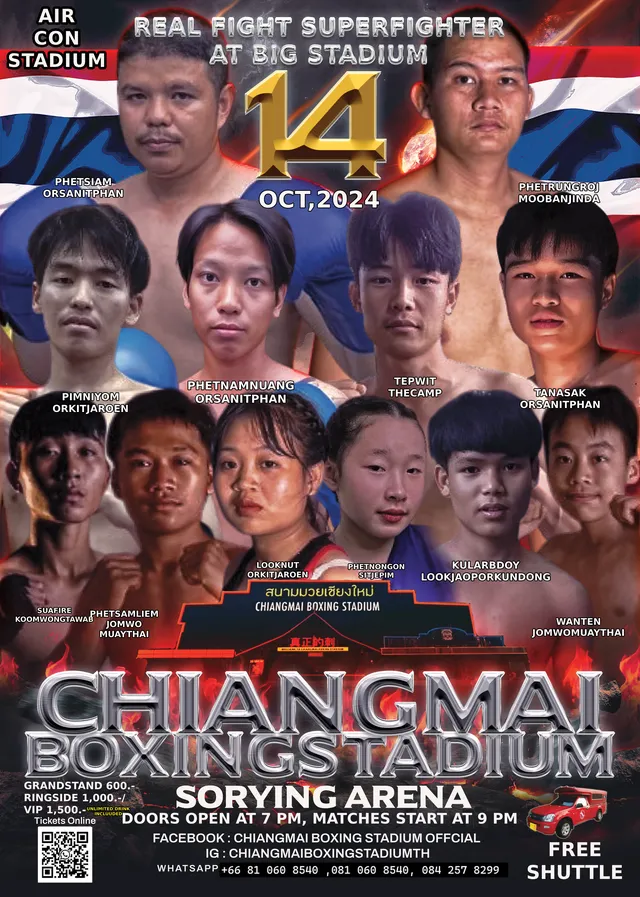 AIR
CON
STADIUM
REAL FIGHT SUPERFIGHTER
AT BIG STADIUM
14
OCT,2024
PHETSIAM
ORSANITPHAN
PHETRUNGROJ
MOOBANJINDA
PIMNIYOM
ORKITJAROEN
PHETNAMNUANG
ORSANITPHAN
TEPWIT
THECAMP
TANASAK
ORSANITPHAN
SUAFIRE
KOOMWONGTAWAB
PHETSAMLIEM
JOMWO
MUAYTHAI
LOOKNUT
ORKITJAROEN
PHETNONGON
SITJEPIM
KULARBDOY
LOOKJAOPORKUNDONG
WANTEN
JOMWOMUAYTHAI
สนามมวยเชียงใหม่
CHIANGMAI BOXING STADIUM
CHIANGMAI
BOXINGSTADIUM
GRANDSTAND 600.-
RINGSIDE 1,000.-/
VIP 1,500.- UNLIMITED DRINK
INCLUUDED
Tickets Online
SORYING ARENA
DOORS OPEN AT 7 PM, MATCHES START AT 9 PM
FACEBOOK : CHIANGMAI BOXING STADIUM OFFCIAL
IG : CHIANGMAIBOXINGSTADIUMTH
WHATSAPP +66 81 060 8540 ,081 060 8540, 084 257 8299
FREE
SHUTTLE